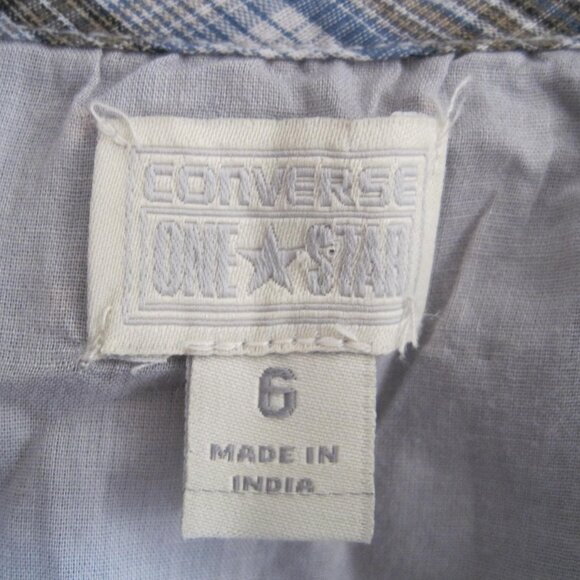 CONVERSE
ONE★STAR
6
MADE IN
INDIA